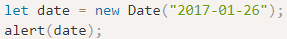 let date = new Date("2017-01-26");
alert(date);